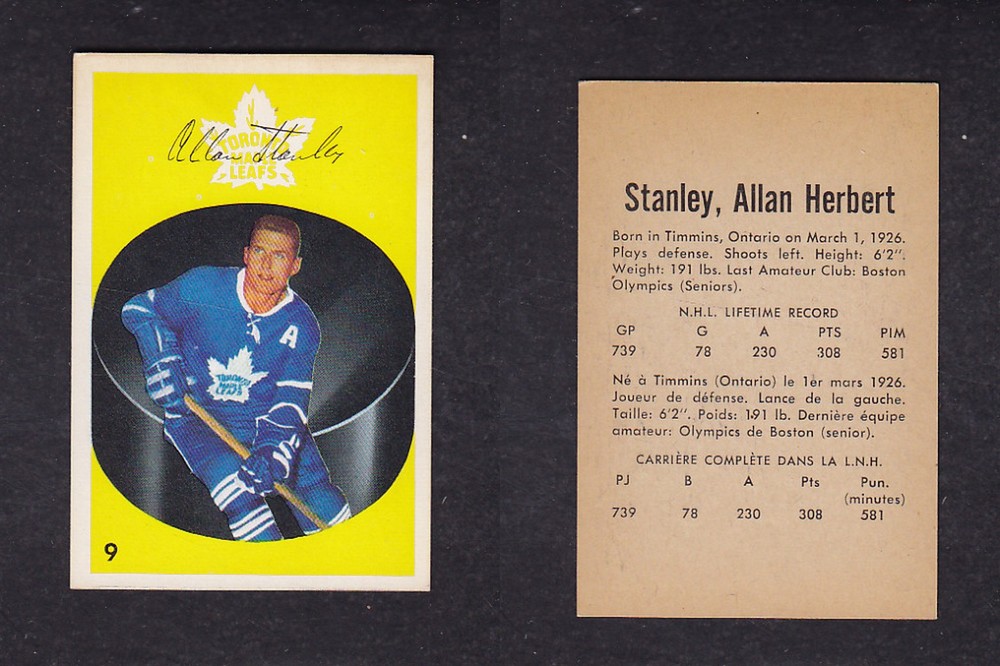 TORONTO
MAPLE
LEAFS
Allan Stanley
A
TORONTO
MAPLE
LEAFS
9
Stanley, Allan Herbert
Born in Timmins, Ontario on March 1, 1926.
Plays defense. Shoots left. Height: 6'2".
Weight: 191 lbs. Last Amateur Club: Boston
Olympics (Seniors).
N.H.L. LIFETIME RECORD
GP G A PTS PIM
739 78 230 308 581
Né à Timmins (Ontario) le 1èr mars 1926.
Joueur de défense. Lance de la gauche.
Taille: 6'2". Poids: 191 lb. Dernière équipe
amateur: Olympics de Boston (senior).
CARRIÈRE COMPLÈTE DANS LA L.N.H.
PJ B A Pts Pun.
(minutes)
739 78 230 308 581